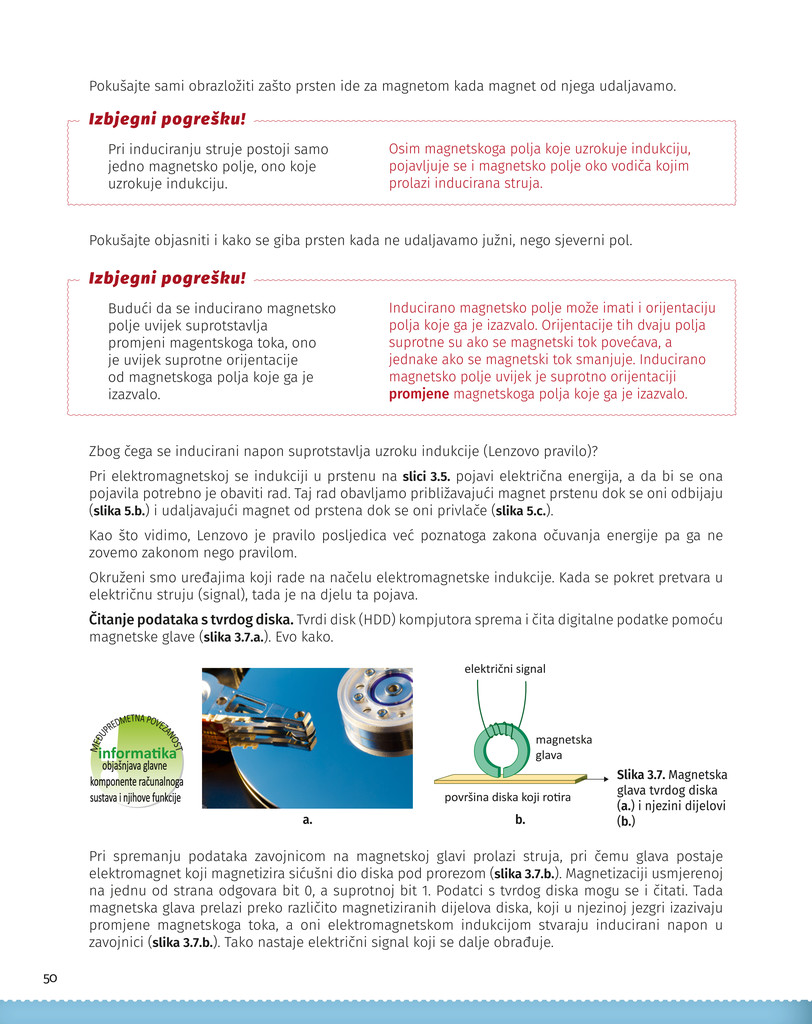 Pokušajte sami obrazložiti zašto prsten ide za magnetom kada magnet od njega udaljavamo.
Izbjegni pogrešku!
Pri induciranju struje postoji samo
jedno magnetsko polje, ono koje
uzrokuje indukciju.
Osim magnetskoga polja koje uzrokuje indukciju,
pojavljuje se i magnetsko polje oko vodiča kojim
prolazi inducirana struja.
Pokušajte objasniti i kako se giba prsten kada ne udaljavamo južni, nego sjeverni pol.
Izbjegni pogrešku!
Budući da se inducirano magnetsko
polje uvijek suprotstavlja
promjeni magentskoga toka, ono
je uvijek suprotne orijentacije
od magnetskoga polja koje ga je
izazvalo.
Inducirano magnetsko polje može imati i orijentaciju
polja koje ga je izazvalo. Orijentacije tih dvaju polja
suprotne su ako se magnetski tok povećava, a
jednake ako se magnetski tok smanjuje. Inducirano
magnetsko polje uvijek je suprotno orijentaciji
promjene magnetskoga polja koje ga je izazvalo.
Zbog čega se inducirani napon suprotstavlja uzroku indukcije (Lenzovo pravilo)?
Pri elektromagnetskoj se indukciji u prstenu na slici 3.5. pojavi električna energija, a da bi se ona
pojavila potrebno je obaviti rad. Taj rad obavljamo približavajući magnet prstenu dok se oni odbijaju
(slika 5.b.) i udaljavajući magnet od prstena dok se oni privlače (slika 5.c.).
Kao što vidimo, Lenzovo je pravilo posljedica već poznatoga zakona očuvanja energije pa ga ne
zovemo zakonom nego pravilom.
Okruženi smo uređajima koji rade na načelu elektromagnetske indukcije. Kada se pokret pretvara u
električnu struju (signal), tada je na djelu ta pojava.
Čitanje podataka s tvrdog diska. Tvrdi disk (HDD) kompjutora sprema i čita digitalne podatke pomoću
magnetske glave (slika 3.7.a.). Evo kako.
MEĐUPREDMETNA POVEZANOST
informatika
objašnjava glavne
komponente računalnoga
sustava i njihove funkcije
a.
električni signal
magnetska
glava
površina diska koji rotira
b.
Slika 3.7. Magnetska
glava tvrdog diska
(a.) i njezini dijelovi
(b.)
Pri spremanju podataka zavojnicom na magnetskoj glavi prolazi struja, pri čemu glava postaje
elektromagnet koji magnetizira sićušni dio diska pod prorezom (slika 3.7.b.). Magnetizaciji usmjerenoj
na jednu od strana odgovara bit 0, a suprotnoj bit 1. Podatci s tvrdog diska mogu se i čitati. Tada
magnetska glava prelazi preko različito magnetiziranih dijelova diska, koji u njezinoj jezgri izazivaju
promjene magnetskoga toka, a oni elektromagnetskom indukcijom stvaraju inducirani napon u
zavojnici (slika 3.7.b.). Tako nastaje električni signal koji se dalje obrađuje.
50